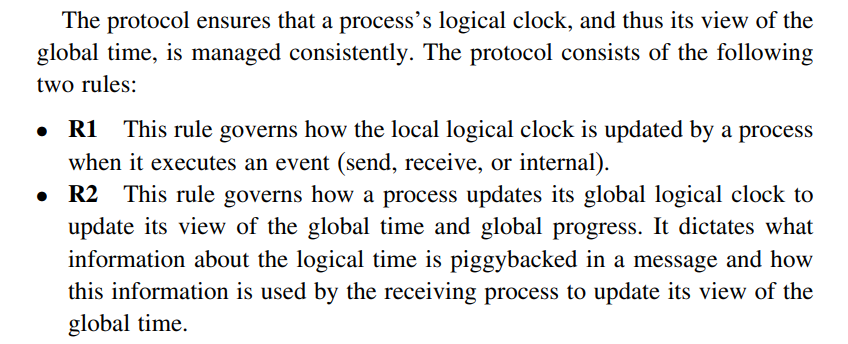 The protocol ensures that a process’s logical clock, and thus its view of the
global time, is managed consistently. The protocol consists of the following
two rules:
• R1 This rule governs how the local logical clock is updated by a process
when it executes an event (send, receive, or internal).
• R2 This rule governs how a process updates its global logical clock to
update its view of the global time and global progress. It dictates what
information about the logical time is piggybacked in a message and how
this information is used by the receiving process to update its view of the
global time.